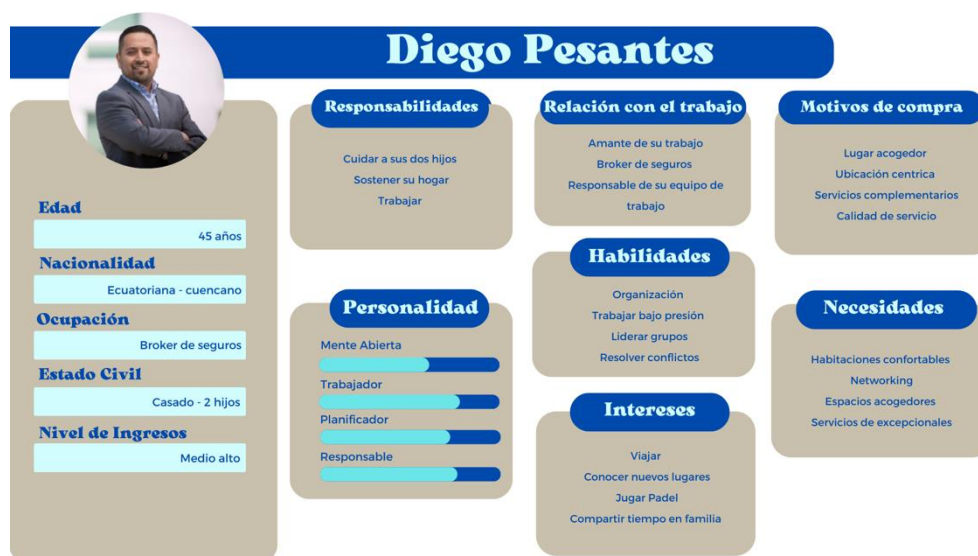 Diego Pesantes
Edad
45 años
Nacionalidad
Ecuatoriana - cuencano
Ocupación
Broker de seguros
Estado Civil
Casado - 2 hijos
Nivel de Ingresos
Medio alto
Responsabilidades
Cuidar a sus dos hijos
Sostener su hogar
Trabajar
Personalidad
Mente Abierta
Trabajador
Planificador
Responsable
Relación con el trabajo
Amante de su trabajo
Broker de seguros
Responsable de su equipo de
trabajo
Habilidades
Organización
Trabajar bajo presión
Liderar grupos
Resolver conflictos
Intereses
Viajar
Conocer nuevos lugares
Jugar Padel
Compartir tiempo en familia
Motivos de compra
Lugar acogedor
Ubicación centrica
Servicios complementarios
Calidad de servicio
Necesidades
Habitaciones confortables
Networking
Espacios acogedores
Servicios de excepcionales